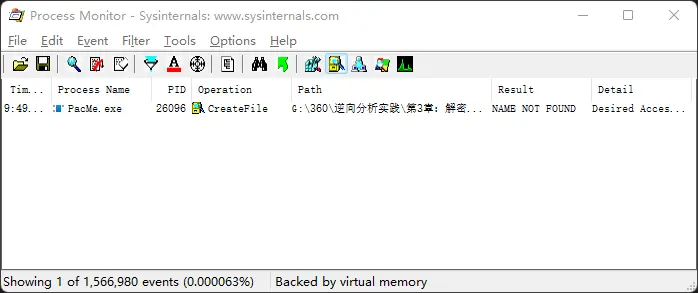 Process Monitor - Sysinternals: www.sysinternals.com
File Edit Event Filter Tools Options Help
Tim... Process Name PID Operation Path Result Detail
9:49... PacMe.exe 26096 CreateFile G:\360\逆向分析实践\第3章：解密... NAME NOT FOUND Desired Acces...
Showing 1 of 1,566,980 events (0.000063%) Backed by virtual memory